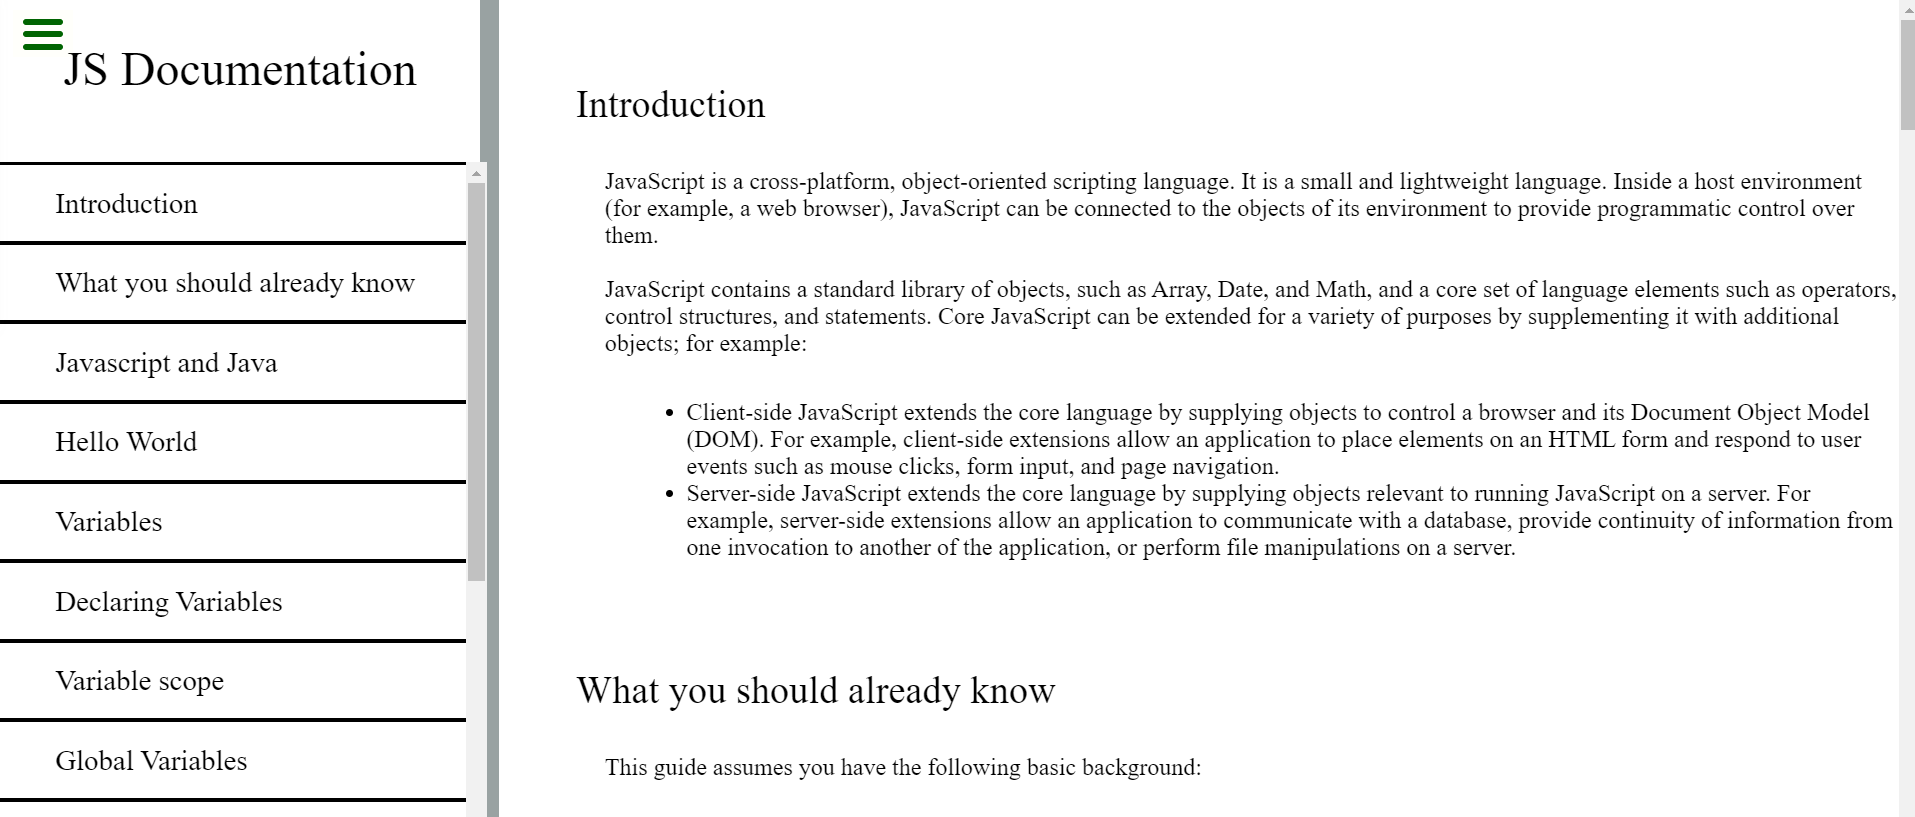 JS Documentation
Introduction
What you should already know
Javascript and Java
Hello World
Variables
Declaring Variables
Variable scope
Global Variables
Introduction
JavaScript is a cross-platform, object-oriented scripting language. It is a small and lightweight language. Inside a host environment
(for example, a web browser), JavaScript can be connected to the objects of its environment to provide programmatic control over
them.
JavaScript contains a standard library of objects, such as Array, Date, and Math, and a core set of language elements such as operators,
control structures, and statements. Core JavaScript can be extended for a variety of purposes by supplementing it with additional
objects; for example:
• Client-side JavaScript extends the core language by supplying objects to control a browser and its Document Object Model
(DOM). For example, client-side extensions allow an application to place elements on an HTML form and respond to user
events such as mouse clicks, form input, and page navigation.
• Server-side JavaScript extends the core language by supplying objects relevant to running JavaScript on a server. For
example, server-side extensions allow an application to communicate with a database, provide continuity of information from
one invocation to another of the application, or perform file manipulations on a server.
What you should already know
This guide assumes you have the following basic background: